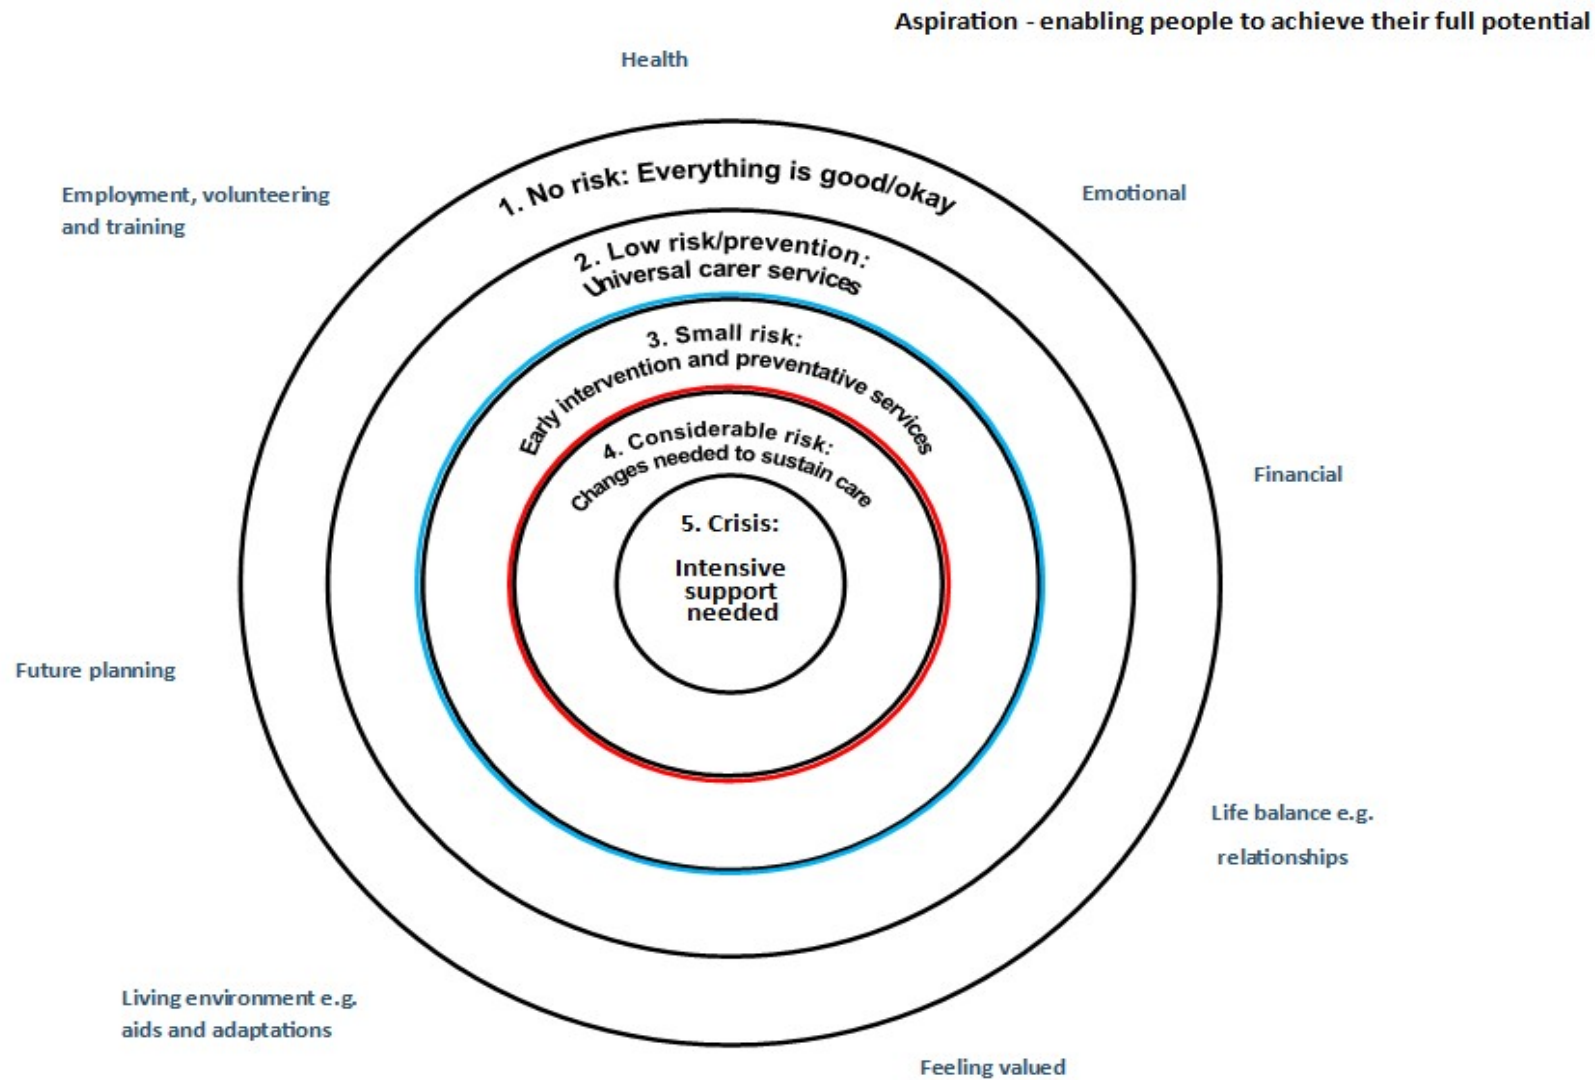 Aspiration - enabling people to achieve their full potential
Health
Employment, volunteering
and training
Emotional
1. No risk: Everything is good/okay
2. Low risk/prevention:
Universal carer services
3. Small risk:
Early intervention and preventative services
4. Considerable risk:
Changes needed to sustain care
5. Crisis:
Intensive
support
needed
Financial
Future planning
Life balance e.g.
relationships
Living environment e.g.
aids and adaptations
Feeling valued